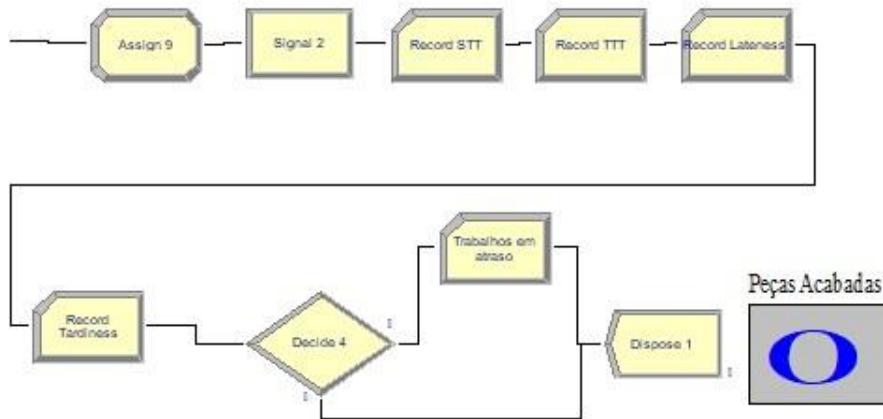 Assign 9
Signal 2
Record STT
Record TTT
Record Lateness
Trabalhos em
atraso
Peças Acabadas
Record
Tardiness
Decide 4
Dispose 1
0